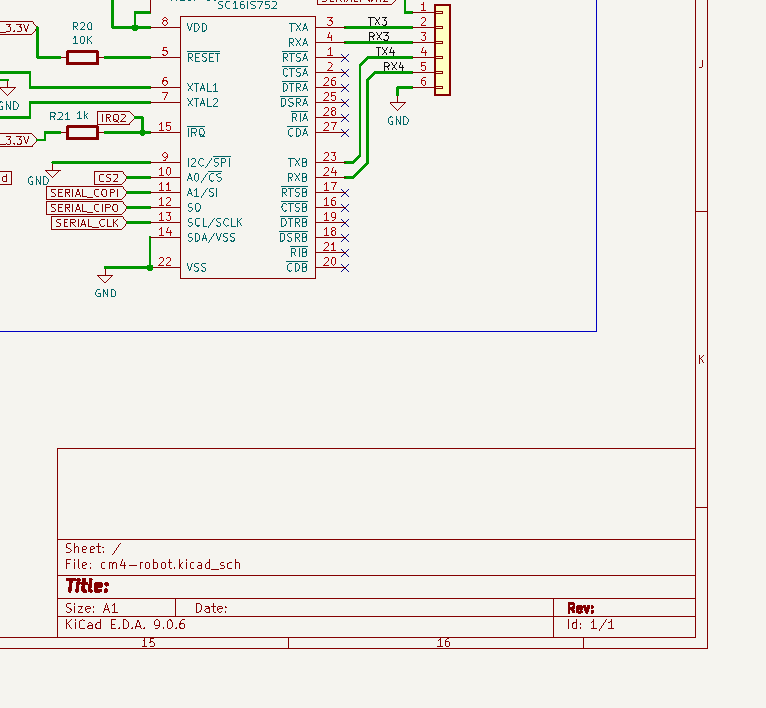 SC16IS752
R20
10K
3.3V
8 VDD
5 RESET
6 XTAL1
7 XTAL2
GND
R21 1k
IRQ2
3.3V
15 IRQ
9 I2C/SPI
GND
d
CS2
10 A0/CS
SERIAL_COPI
11 A1/SI
SERIAL_CIPO
12 SO
SERIAL_CLK
13 SCL/SCLK
14 SDA/VSS
22 VSS
GND
TXA 3 TX3
RXA 4 RX3
RTSA 1 TX4
CTSA 2 RX4
DTRA 26
DSRA 25
RIA 28
CDA 27
TXB 23
RXB 24
RTSB 17
CTSB 16
DTRB 19
DSRB 18
RIB 21
CDB 20
1
2
3
4
5
6
GND
J
K
Sheet: /
File: cm4-robot.kicad_sch
Title:
Size: A1 Date: Rev:
KiCad E.D.A. 9.0.6 Id: 1/1
15 16